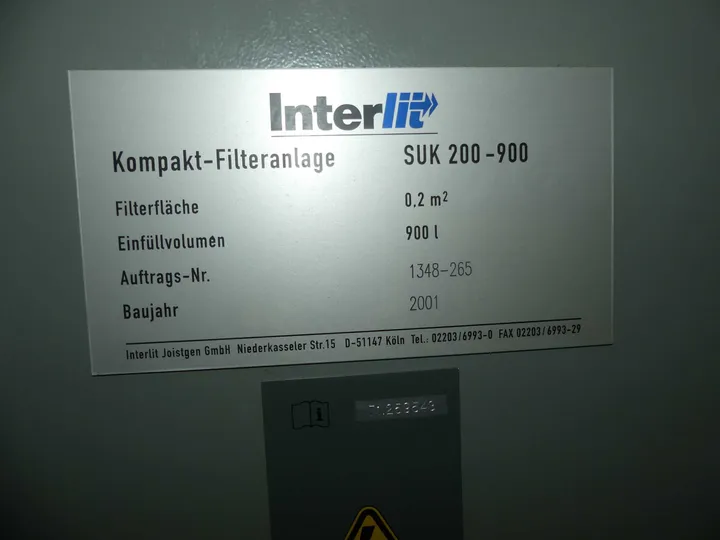 Interlit
Kompakt-Filteranlage SUK 200-900
Filterfläche 0,2 m²
Einfüllvolumen 900 l
Auftrags-Nr. 1348-265
Baujahr 2001
Interlit Joistgen GmbH Niederkasseler Str.15 D-51147 Köln Tel.: 02203/6993-0 FAX 02203/6993-29
i